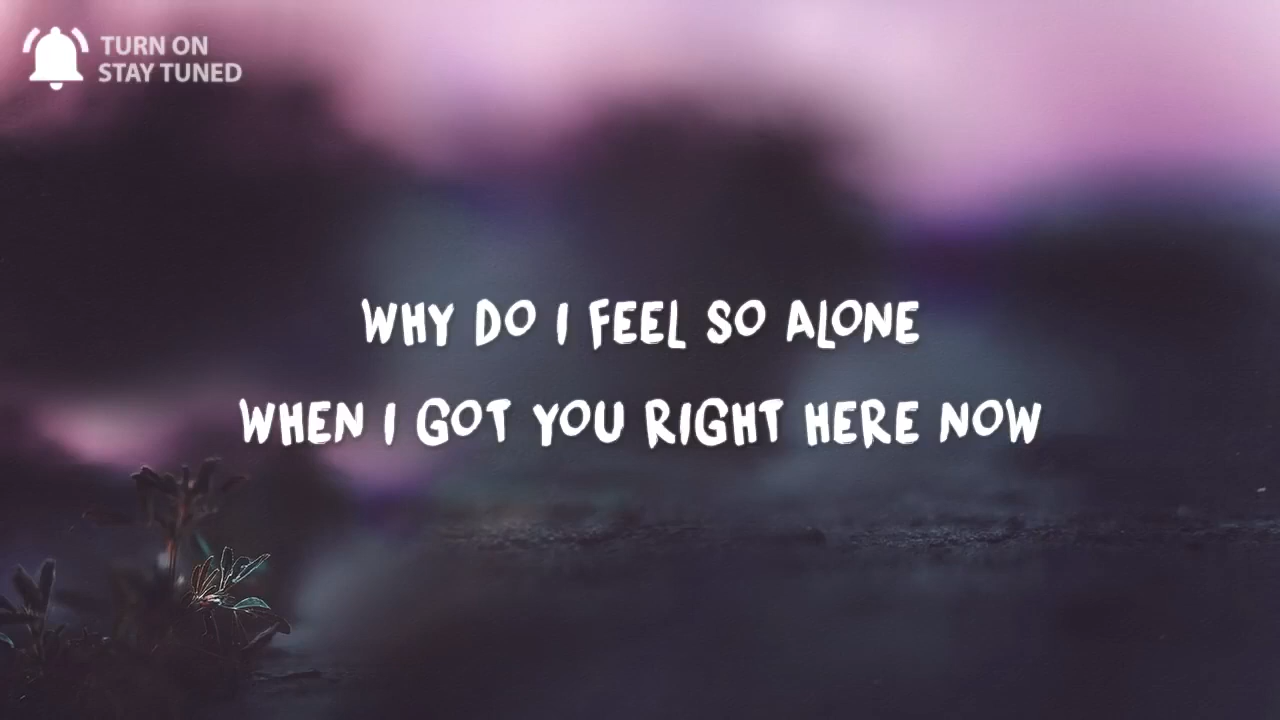 TURN ON
STAY TUNED
WHY DO I FEEL SO ALONE
WHEN I GOT YOU RIGHT HERE NOW